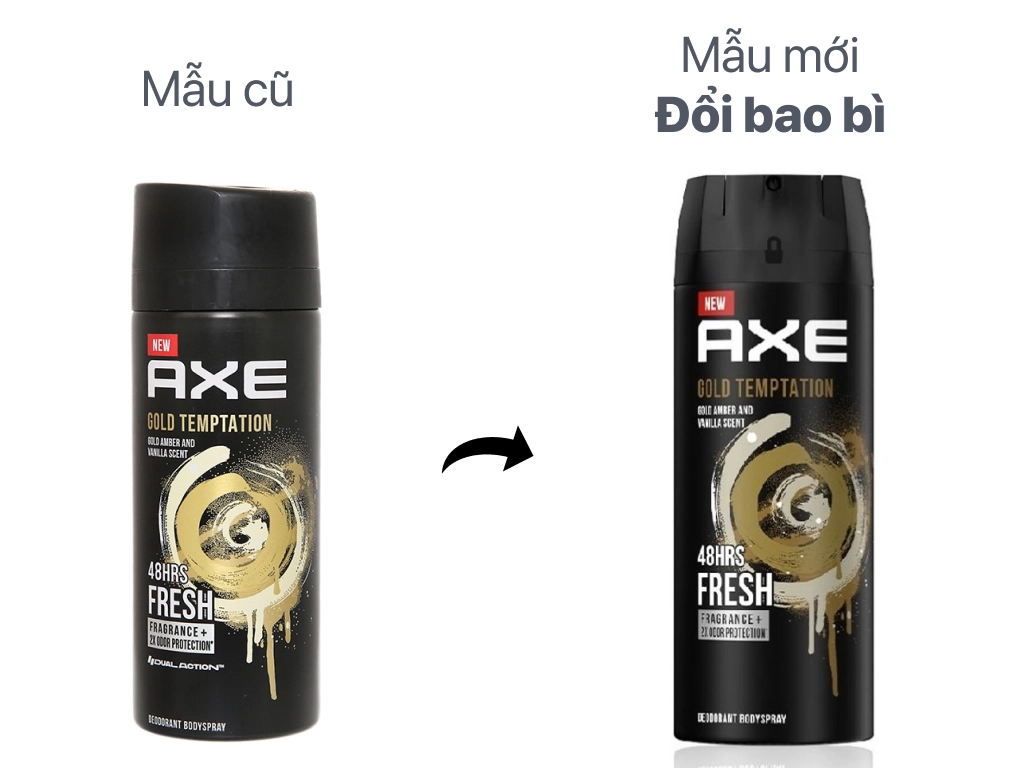 Mẫu cũ
Mẫu mới
Đổi bao bì
NEW
AXE
GOLD TEMPTATION
GOLD AMBER AND
VANILLA SCENT
48HRS
FRESH
FRAGRANCE +
2X ODOR PROTECTION*
DUAL ACTION™
DEODORANT BODYSPRAY
NEW
AXE
GOLD TEMPTATION
GOLD AMBER AND
VANILLA SCENT
48HRS
FRESH
FRAGRANCE +
2X ODOR PROTECTION*
DEODORANT BODYSPRAY